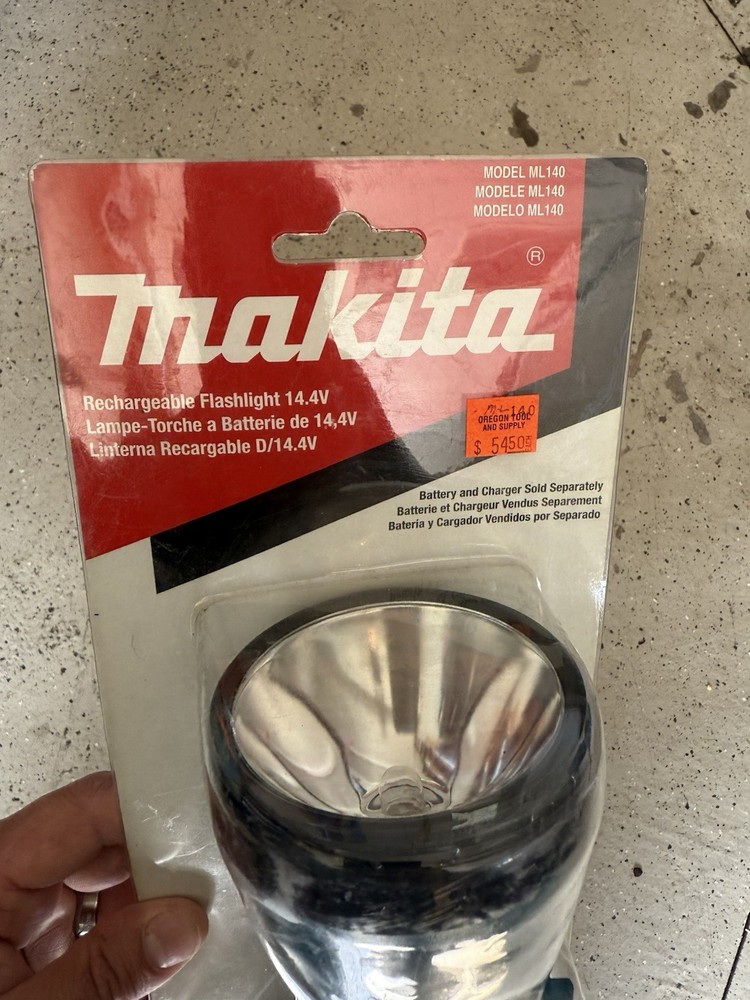 MODEL ML140
MODELE ML140
MODELO ML140
makita ®
Rechargeable Flashlight 14.4V
Lampe-Torche a Batterie de 14,4V
Linterna Recargable D/14.4V
ML140
OREGON TOOL
AND SUPPLY
$ 5450
Battery and Charger Sold Separately
Batterie et Chargeur Vendus Separement
Batería y Cargador Vendidos por Separado